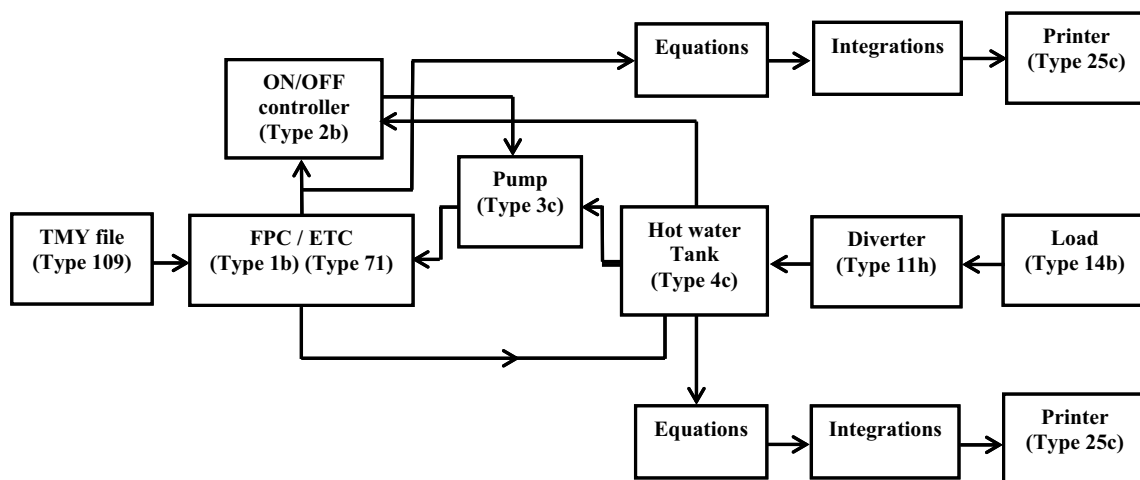 Equations
Integrations
Printer
(Type 25c)
ON/OFF
controller
(Type 2b)
Pump
(Type 3c)
TMY file
(Type 109)
FPC / ETC
(Type 1b) (Type 71)
Hot water
Tank
(Type 4c)
Diverter
(Type 11h)
Load
(Type 14b)
Equations
Integrations
Printer
(Type 25c)